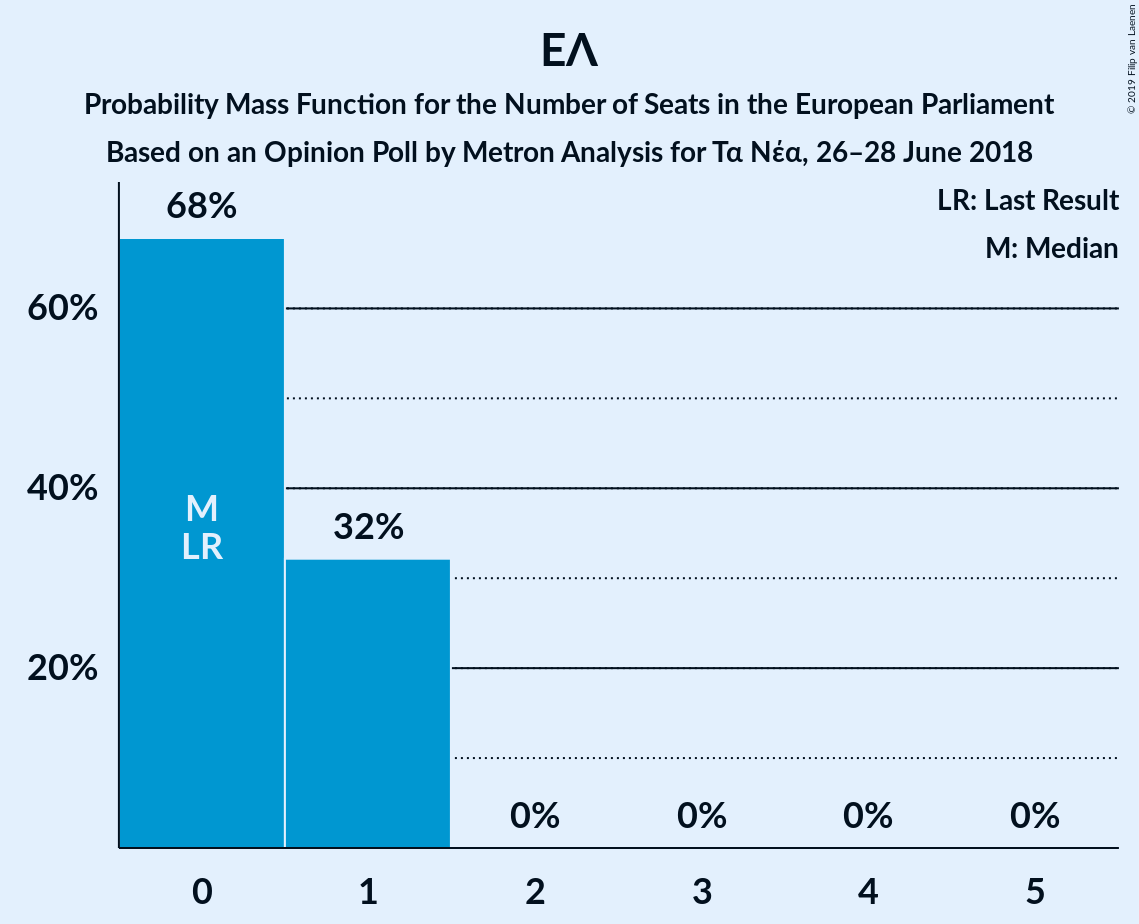 ΕΛ
Probability Mass Function for the Number of Seats in the European Parliament
Based on an Opinion Poll by Metron Analysis for Τα Νέα, 26–28 June 2018
© 2019 Filip van Laenen
LR: Last Result
M: Median
68%
60%
40%
M
LR
32%
20%
0%
0%
0%
0%
0
1
2
3
4
5